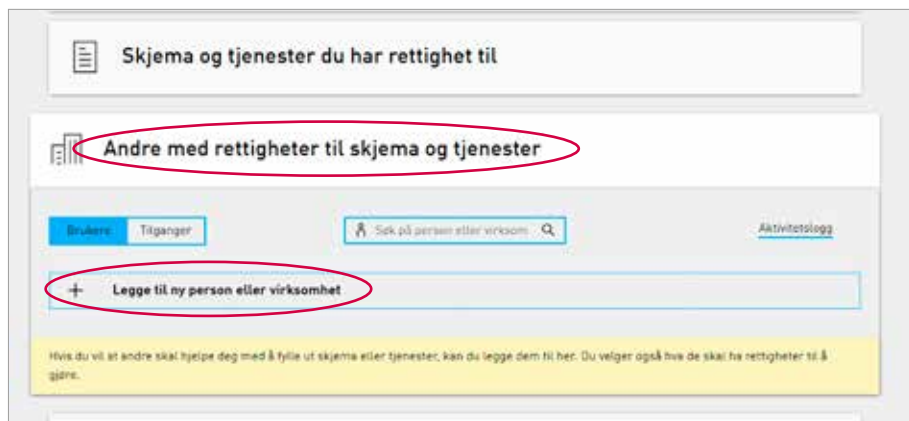 Skjema og tjenester du har rettighet til
Andre med rettigheter til skjema og tjenester
Brukere Tilganger Søk på person eller virksom Aktivitetslogg
+ Legge til ny person eller virksomhet
Hvis du vil at andre skal hjelpe deg med å fylle ut skjema eller tjenester, kan du legge dem til her. Du velger også hva de skal ha rettigheter til å
gjøre.